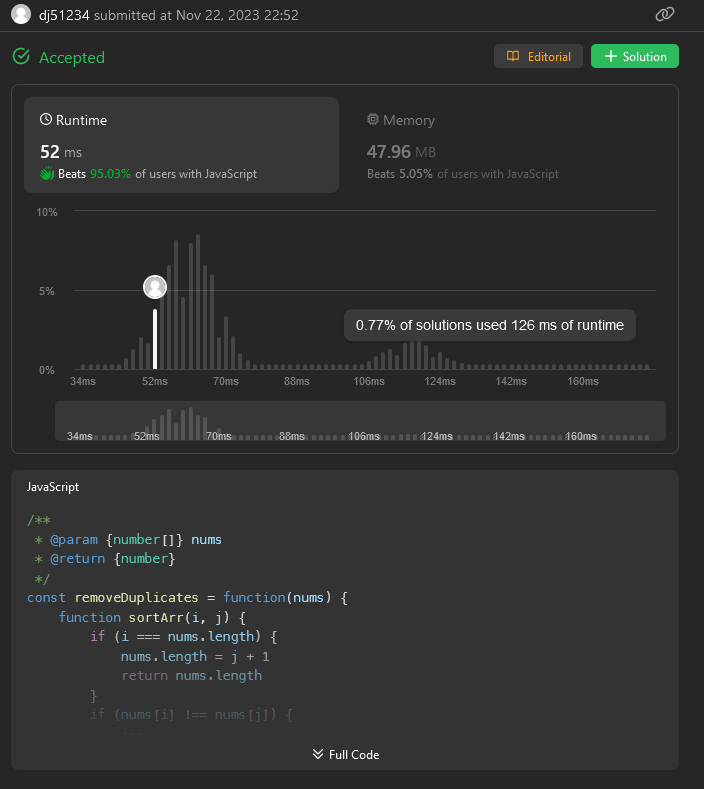 dj51234 submitted at Nov 22, 2023 22:52
Accepted
Editorial
Solution
Runtime
52 ms
Beats 95.03% of users with JavaScript
Memory
47.96 MB
Beats 5.05% of users with JavaScript
10%
5%
0.77% of solutions used 126 ms of runtime
0%
34ms 52ms 70ms 88ms 106ms 124ms 142ms 160ms
34ms 52ms 70ms 88ms 106ms 124ms 142ms 160ms
JavaScript
/**
* @param {number[]} nums
* @return {number}
*/
const removeDuplicates = function(nums) {
function sortArr(i, j) {
if (i === nums.length) {
nums.length = j + 1
return nums.length
}
if (nums[i] !== nums[j]) {
Full Code